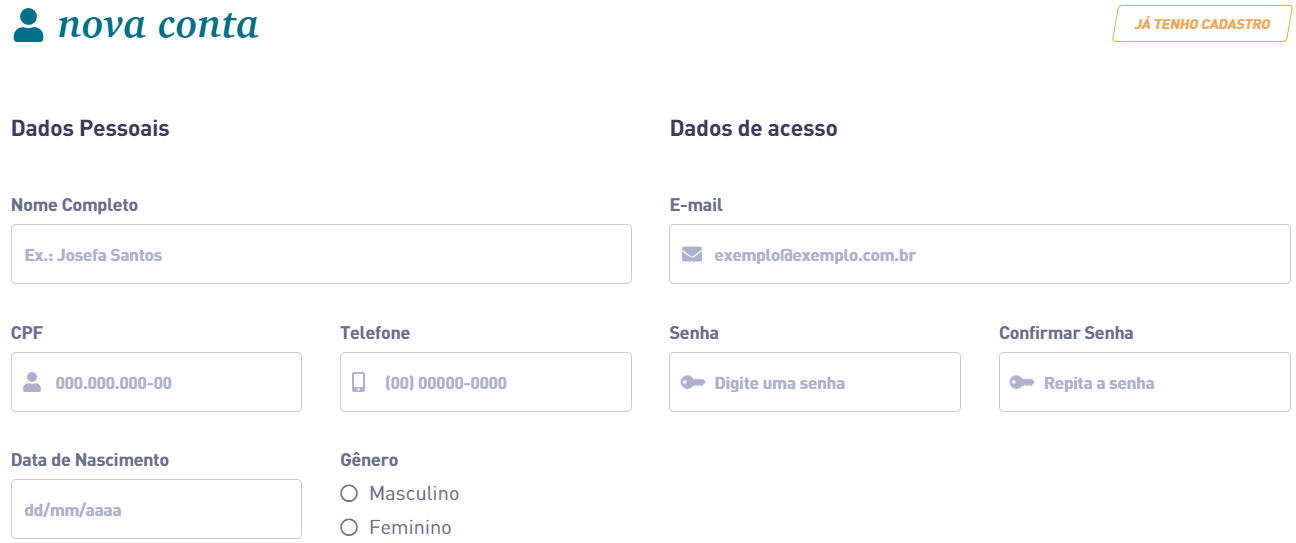 nova conta
JÁ TENHO CADASTRO
Dados Pessoais
Dados de acesso
Nome Completo
E-mail
Ex.: Josefa Santos
exemplo@exemplo.com.br
CPF
Telefone
Senha
Confirmar Senha
000.000.000-00
(00) 00000-0000
Digite uma senha
Repita a senha
Data de Nascimento
Gênero
dd/mm/aaaa
Masculino
Feminino